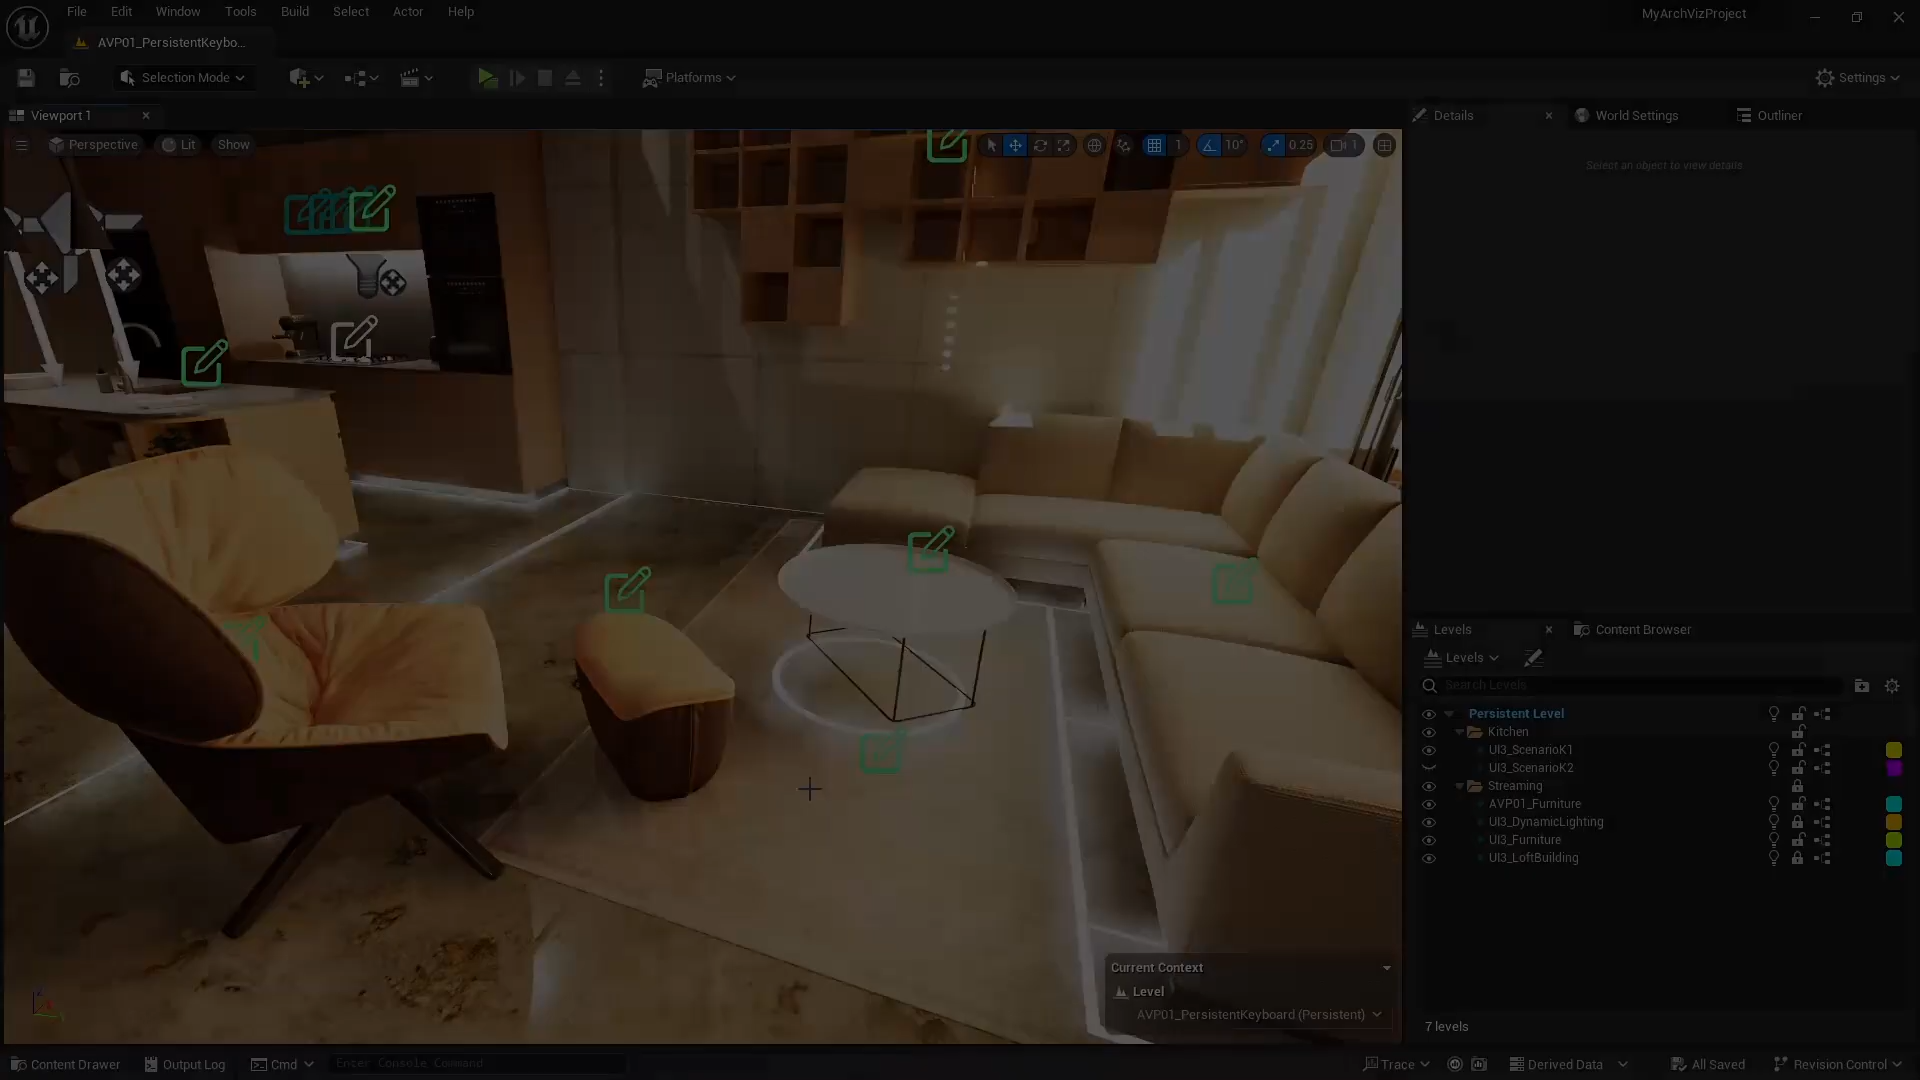 File Edit Window Tools Build Select Actor Help
MyArchVizProject
AVP01_PersistentKeybo...
Selection Mode
Platforms
Settings
Viewport 1
Details
World Settings
Outliner
Perspective
Lit
Show
1
10°
0.25
1
Select an object to view details
Levels
Content Browser
Levels
Search Levels
Persistent Level
Kitchen
UI3_ScenarioK1
UI3_ScenarioK2
Streaming
AVP01_Furniture
UI3_DynamicLighting
UI3_Furniture
UI3_LoftBuilding
Current Context
Level
AVP01_PersistentKeyboard (Persistent)
7 levels
Content Drawer
Output Log
Cmd
Enter Console Command
Trace
Derived Data
All Saved
Revision Control